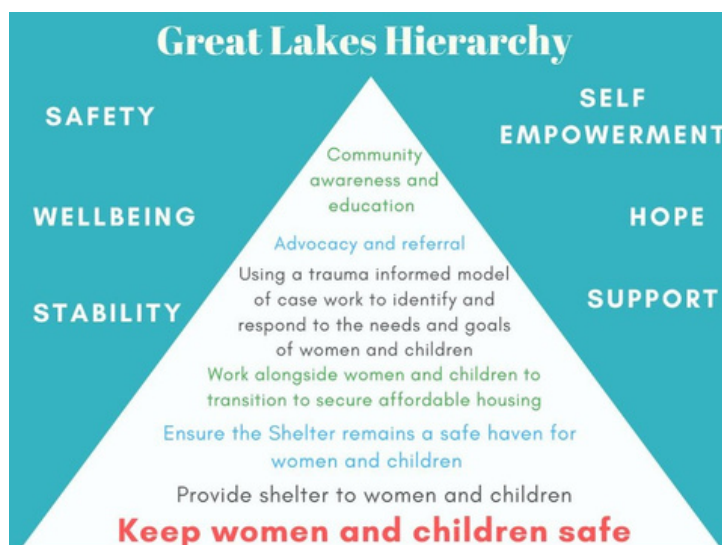 Great Lakes Hierarchy
SAFETY
WELLBEING
STABILITY
SELF
EMPOWERMENT
HOPE
SUPPORT
Community
awareness and
education
Advocacy and referral
Using a trauma informed model
of case work to identify and
respond to the needs and goals
of women and children
Work alongside women and children to
transition to secure affordable housing
Ensure the Shelter remains a safe haven for
women and children
Provide shelter to women and children
Keep women and children safe